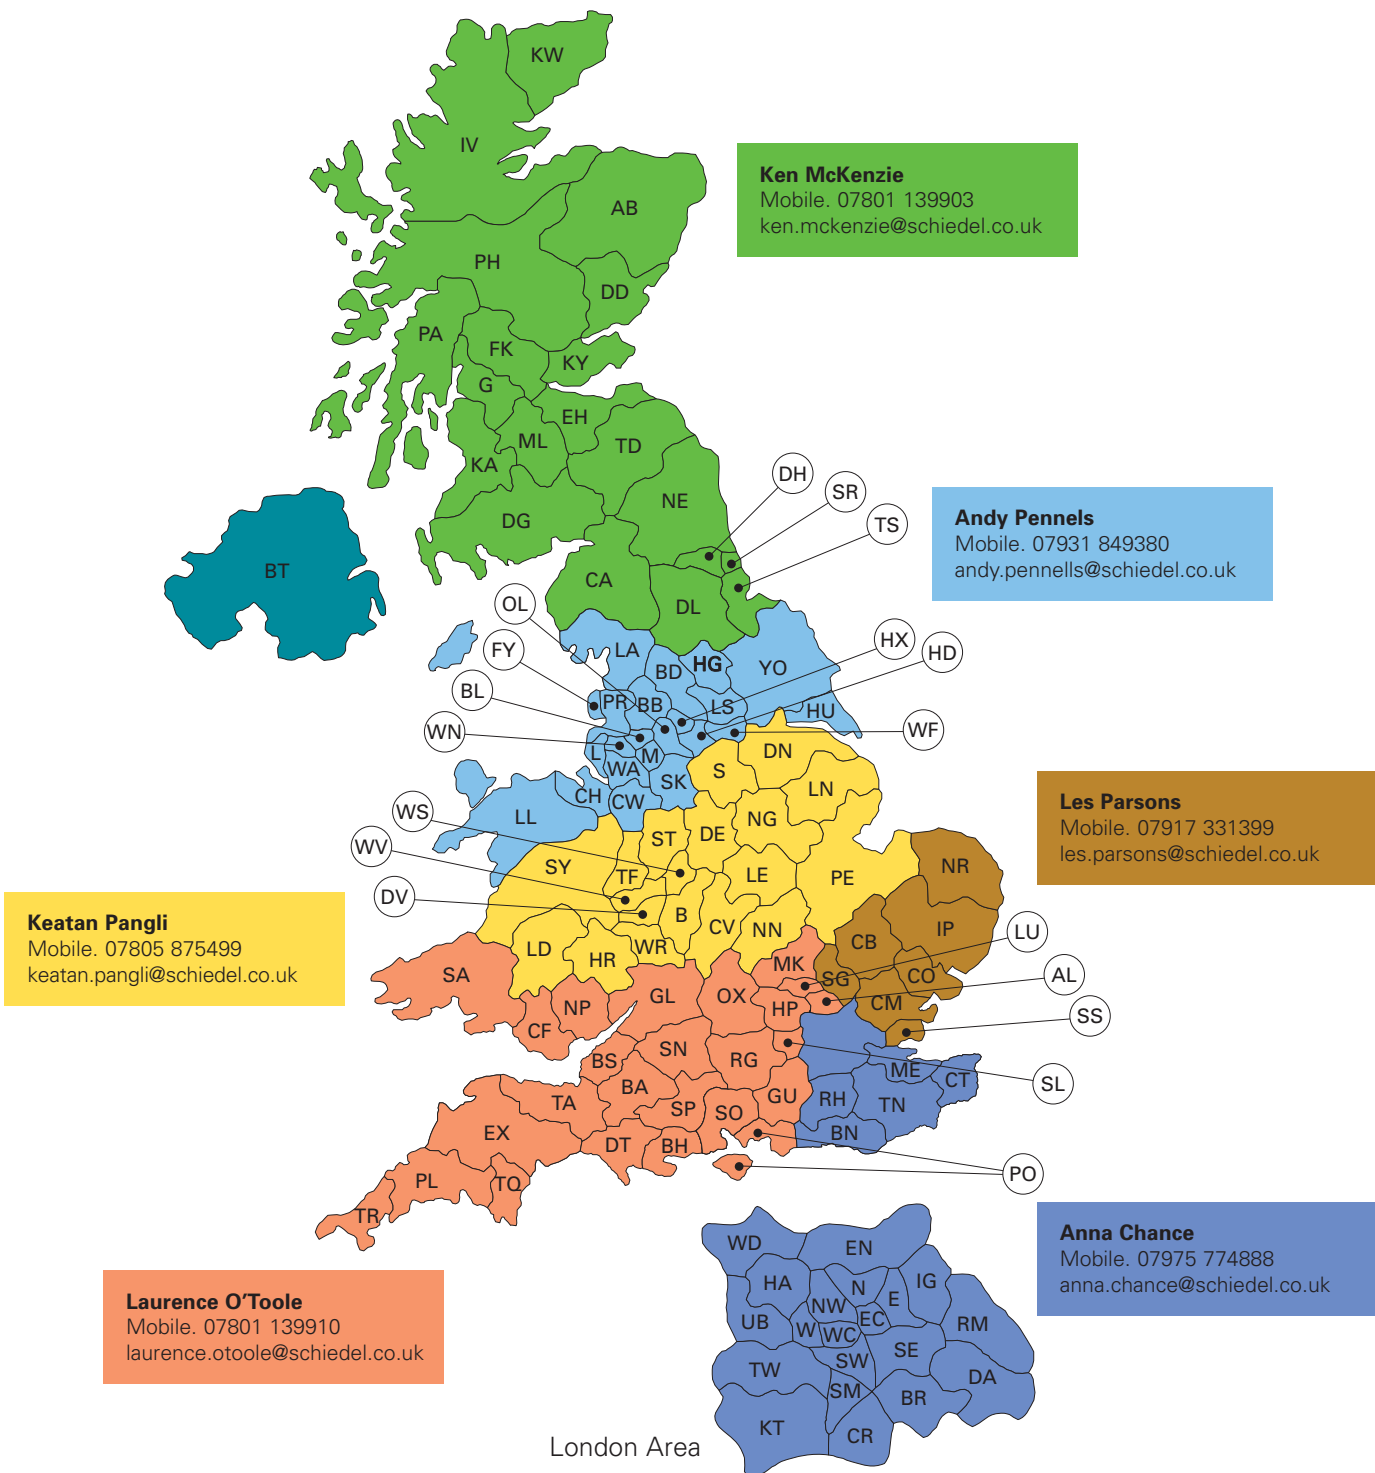 KW
IV
Ken McKenzie
Mobile. 07801 139903
ken.mckenzie@schiedel.co.uk
AB
PH
DD
PA
FK
KY
G
EH
ML
TD
KA
NE
DH
SR
TS
DG
Andy Pennels
Mobile. 07931 849380
andy.pennells@schiedel.co.uk
BT
CA
DL
OL
FY
LA
BD
HG
YO
HX
HD
BL
PR
BB
LS
HU
WN
WF
L
M
WA
SK
S
DN
CH
CW
LN
LL
WS
ST
DE
NG
Les Parsons
Mobile. 07917 331399
les.parsons@schiedel.co.uk
WV
SY
TF
LE
PE
NR
DV
B
CV
NN
IP
Keatan Pangli
Mobile. 07805 875499
keatan.pangli@schiedel.co.uk
LD
HR
WR
CB
LU
SA
MK
SG
CO
AL
NP
GL
OX
HP
CM
SS
CF
BS
SN
RG
ME
CT
SL
TA
BA
SP
SO
GU
RH
TN
EX
DT
BH
BN
PL
TQ
PO
TR
Anna Chance
Mobile. 07975 774888
anna.chance@schiedel.co.uk
WD
EN
HA
N
E
IG
NW
EC
UB
W
WC
RM
SE
TW
SW
DA
SM
BR
KT
CR
Laurence O'Toole
Mobile. 07801 139910
laurence.otoole@schiedel.co.uk
London Area